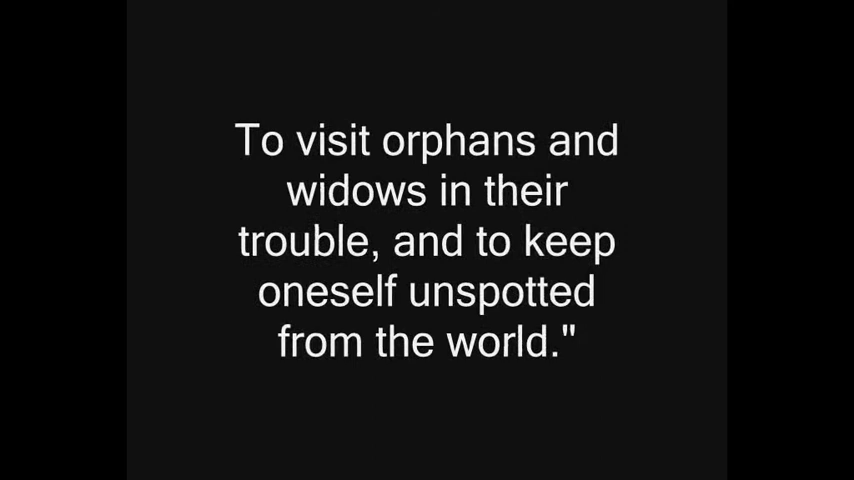 To visit orphans and
widows in their
trouble, and to keep
oneself unspotted
from the world."